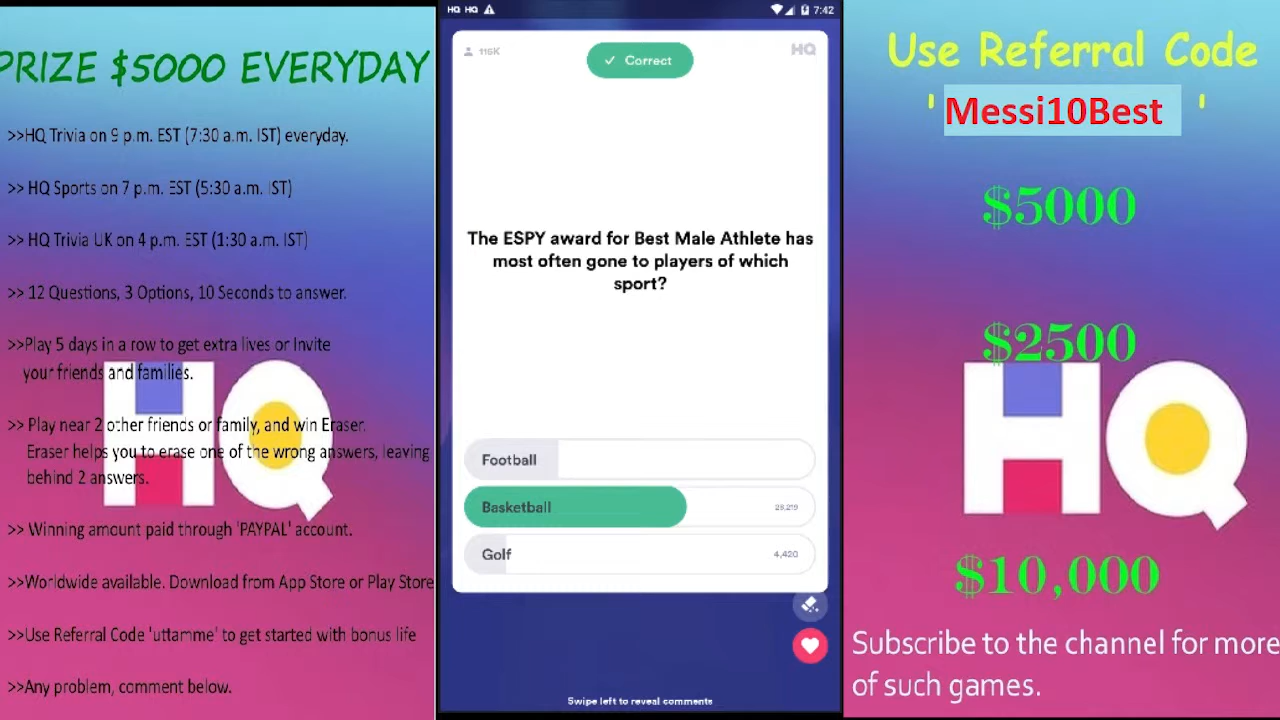 PRIZE $5000 EVERYDAY
>>HQ Trivia on 9 p.m. EST (7:30 a.m. IST) everyday.
>> HQ Sports on 7 p.m. EST (5:30 a.m. IST)
>> HQ Trivia UK on 4 p.m. EST (1:30 a.m. IST)
>> 12 Questions, 3 Options, 10 Seconds to answer.
>>Play 5 days in a row to get extra lives or Invite
your friends and families.
>> Play near 2 other friends or family, and win Eraser.
Eraser helps you to erase one of the wrong answers, leaving
behind 2 answers.
>> Winning amount paid through 'PAYPAL' account.
>>Worldwide available. Download from App Store or Play Store
>>Use Referral Code 'uttamme' to get started with bonus life
>>Any problem, comment below.
HQ
HQ HQ 7:42
115K
✓ Correct
HQ
The ESPY award for Best Male Athlete has
most often gone to players of which
sport?
Football
Basketball 23,219
Golf 4,420
Swipe left to reveal comments
Use Referral Code
' Messi10Best '
$5000
$2500
HQ
$10,000
Subscribe to the channel for more
of such games.